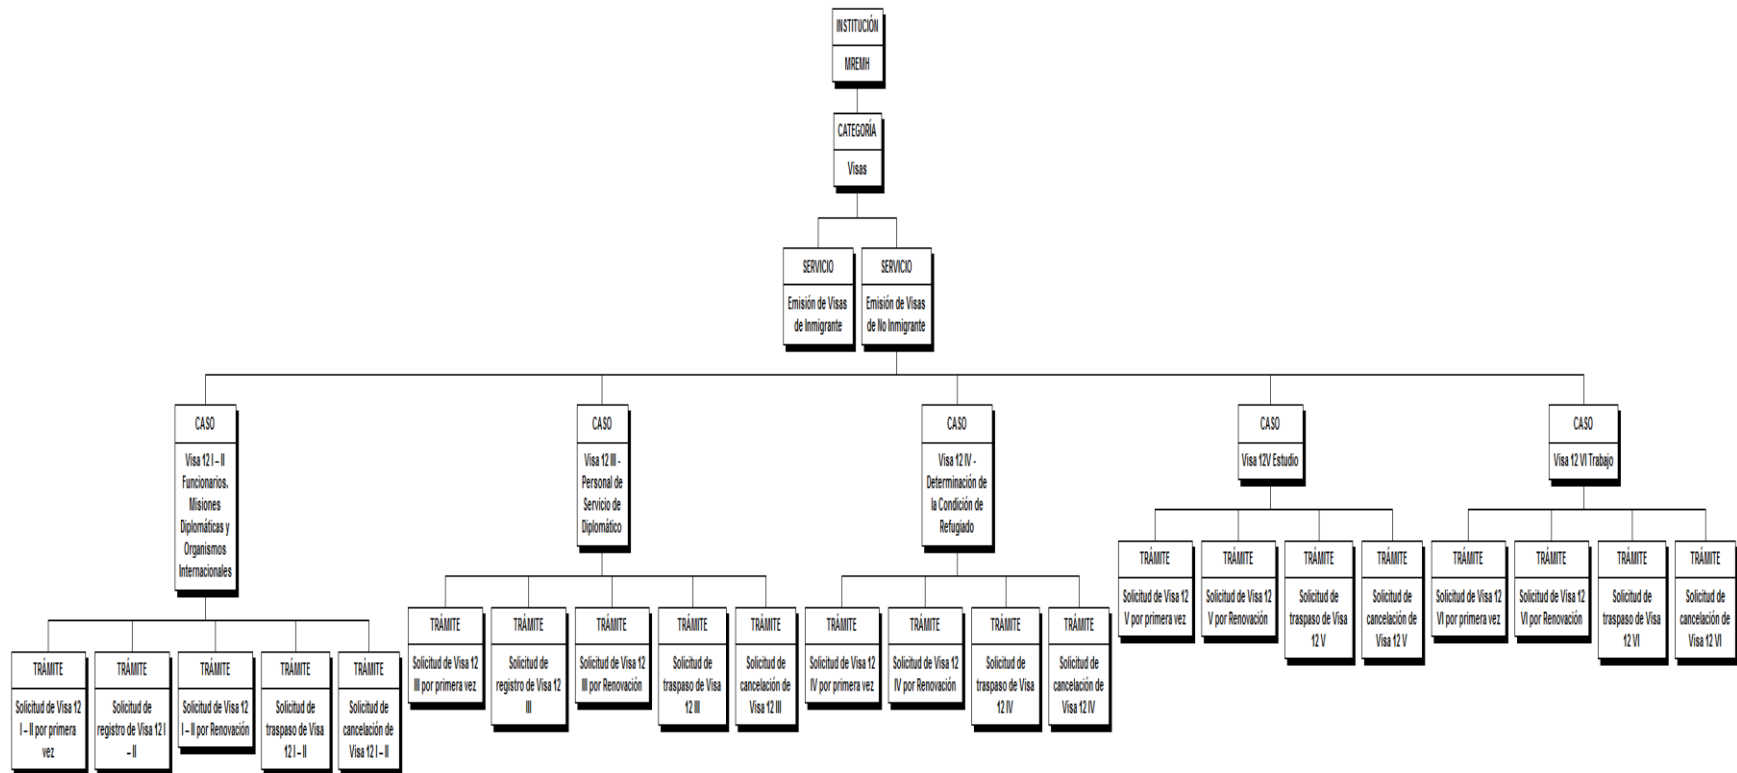 INSTITUCIÓN
MREMH
CATEGORÍA
Visas
SERVICIO
Emisión de Visas
de Inmigrante
SERVICIO
Emisión de Visas
de No Inmigrante
CASO
Visa 12 I – II
Funcionarios.
Misiones
Diplomáticas y
Organismos
Internacionales
CASO
Visa 12 III -
Personal de
Servicio de
Diplomático
CASO
Visa 12 IV -
Determinación de
la Condición de
Refugiado
CASO
Visa 12V Estudio
CASO
Visa 12 VI Trabajo
TRÁMITE
Solicitud de Visa 12
I – II por primera
vez
TRÁMITE
Solicitud de
registro de Visa 12 I
– II
TRÁMITE
Solicitud de Visa 12
I – II por Renovación
TRÁMITE
Solicitud de
traspaso de Visa
12 I – II
TRÁMITE
Solicitud de
cancelación de
Visa 12 I – II
TRÁMITE
Solicitud de Visa 12
III por primera vez
TRÁMITE
Solicitud de
registro de Visa 12
III
TRÁMITE
Solicitud de Visa 12
III por Renovación
TRÁMITE
Solicitud de
traspaso de Visa
12 III
TRÁMITE
Solicitud de
cancelación de
Visa 12 III
TRÁMITE
Solicitud de Visa 12
IV por primera vez
TRÁMITE
Solicitud de Visa 12
IV por Renovación
TRÁMITE
Solicitud de
traspaso de Visa
12 IV
TRÁMITE
Solicitud de
cancelación de
Visa 12 IV
TRÁMITE
Solicitud de Visa 12
V por primera vez
TRÁMITE
Solicitud de Visa 12
V por Renovación
TRÁMITE
Solicitud de
traspaso de Visa
12 V
TRÁMITE
Solicitud de
cancelación de
Visa 12 V
TRÁMITE
Solicitud de Visa 12
VI por primera vez
TRÁMITE
Solicitud de Visa 12
VI por Renovación
TRÁMITE
Solicitud de
traspaso de Visa
12 VI
TRÁMITE
Solicitud de
cancelación de
Visa 12 VI